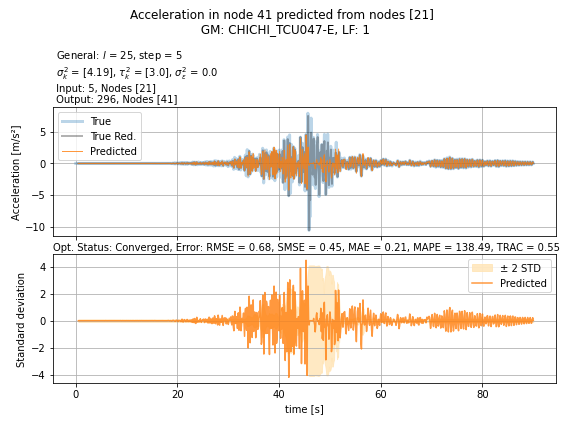 Acceleration in node 41 predicted from nodes [21]
GM: CHICHI_TCU047-E, LF: 1
General: l = 25, step = 5
σ²ₖ = [4.19], τ²ₖ = [3.0], σ²ε = 0.0
Input: 5, Nodes [21]
Output: 296, Nodes [41]
Acceleration [m/s²]
5
0
−5
−10
True
True Red.
Predicted
Opt. Status: Converged, Error: RMSE = 0.68, SMSE = 0.45, MAE = 0.21, MAPE = 138.49, TRAC = 0.55
Standard deviation
4
2
0
−2
−4
± 2 STD
Predicted
0 20 40 60 80
time [s]